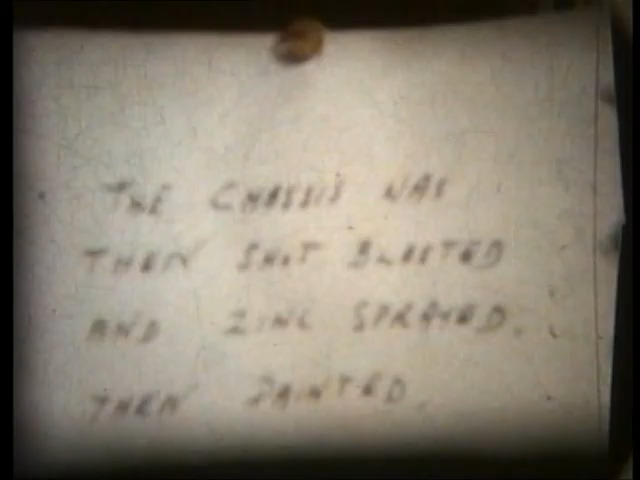 THE CHASSIS WAS
THEN SHOT BLASTED
AND ZINC SPRAYED.
THEN PAINTED.